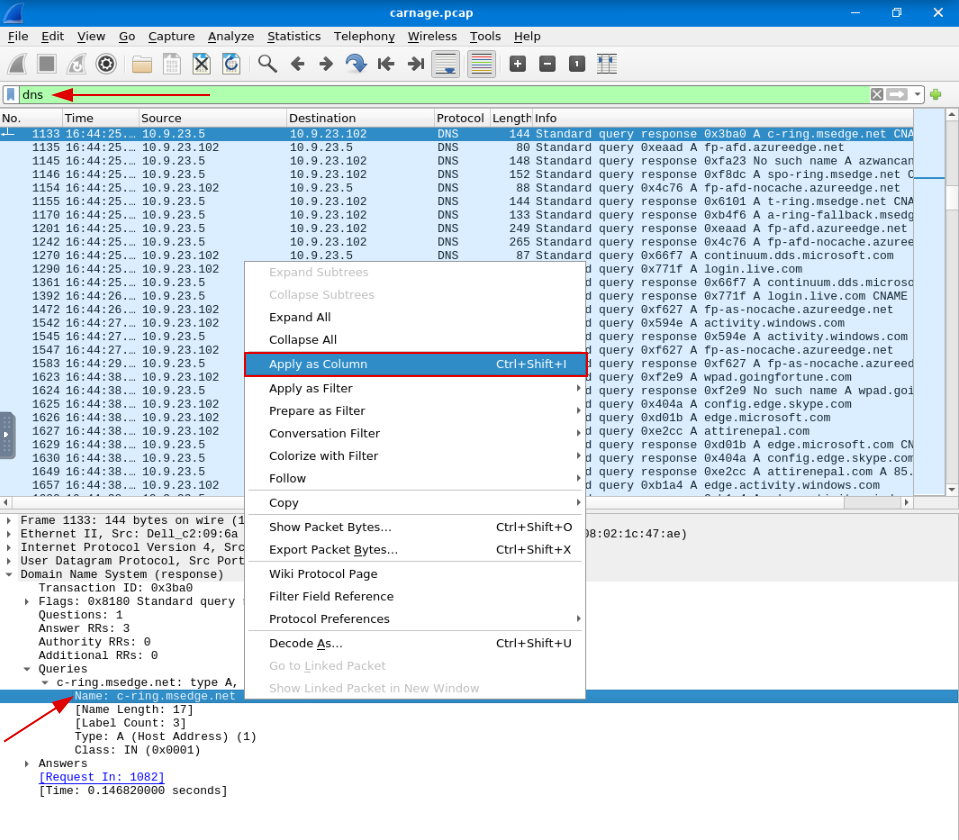 carnage.pcap
File Edit View Go Capture Analyze Statistics Telephony Wireless Tools Help
dns
No. Time Source Destination Protocol Length Info
1133 16:44:25.… 10.9.23.5 10.9.23.102 DNS 144 Standard query response 0x3ba0 A c-ring.msedge.net CNA
1135 16:44:25.… 10.9.23.102 10.9.23.5 DNS 80 Standard query 0xeaad A fp-afd.azureedge.net
1145 16:44:25.… 10.9.23.5 10.9.23.102 DNS 148 Standard query response 0xfa23 No such name A azwancan
1146 16:44:25.… 10.9.23.5 10.9.23.102 DNS 152 Standard query response 0xf8dc A spo-ring.msedge.net C
1154 16:44:25.… 10.9.23.102 10.9.23.5 DNS 88 Standard query 0x4c76 A fp-afd-nocache.azureedge.net
1155 16:44:25.… 10.9.23.5 10.9.23.102 DNS 144 Standard query response 0x6101 A t-ring.msedge.net CNA
1170 16:44:25.… 10.9.23.5 10.9.23.102 DNS 133 Standard query response 0xb4f6 A a-ring-fallback.msedg
1201 16:44:25.… 10.9.23.5 10.9.23.102 DNS 249 Standard query response 0xeaad A fp-afd.azureedge.net
1242 16:44:25.… 10.9.23.5 10.9.23.102 DNS 265 Standard query response 0x4c76 A fp-afd-nocache.azuree
1270 16:44:25.… 10.9.23.102 10.9.23.5 DNS 87 Standard query 0x66f7 A continuum.dds.microsoft.com
1290 16:44:25.… 10.9.23.102 query 0x771f A login.live.com
1361 16:44:25.… 10.9.23.5 query response 0x66f7 A continuum.dds.microso
1392 16:44:26.… 10.9.23.5 query response 0x771f A login.live.com CNAME
1472 16:44:26.… 10.9.23.102 query 0xf627 A fp-as-nocache.azureedge.net
1542 16:44:27.… 10.9.23.102 query 0x594e A activity.windows.com
1545 16:44:27.… 10.9.23.5 query response 0x594e A activity.windows.com
1547 16:44:27.… 10.9.23.102 query 0xf627 A fp-as-nocache.azureedge.net
1583 16:44:29.… 10.9.23.5 query response 0xf627 A fp-as-nocache.azureed
1623 16:44:38.… 10.9.23.102 query 0xf2e9 A wpad.goingfortune.com
1624 16:44:38.… 10.9.23.5 query response 0xf2e9 No such name A wpad.goi
1625 16:44:38.… 10.9.23.102 query 0x404a A config.edge.skype.com
1626 16:44:38.… 10.9.23.102 query 0xd01b A edge.microsoft.com
1627 16:44:38.… 10.9.23.102 query 0xe2cc A attirenepal.com
1629 16:44:38.… 10.9.23.5 query response 0xd01b A edge.microsoft.com CN
1630 16:44:38.… 10.9.23.5 query response 0x404a A config.edge.skype.com
1649 16:44:38.… 10.9.23.5 query response 0xe2cc A attirenepal.com A 85.
1657 16:44:38.… 10.9.23.102 query 0xb1a4 A edge.activity.windows.com
Expand Subtrees
Collapse Subtrees
Expand All
Collapse All
Apply as Column Ctrl+Shift+I
Apply as Filter
Prepare as Filter
Conversation Filter
Colorize with Filter
Follow
Copy
Show Packet Bytes… Ctrl+Shift+O
Export Packet Bytes… Ctrl+Shift+X
Wiki Protocol Page
Filter Field Reference
Protocol Preferences
Decode As… Ctrl+Shift+U
Go to Linked Packet
Show Linked Packet in New Window
Frame 1133: 144 bytes on wire (1
Ethernet II, Src: Dell_c2:09:6a 08:02:1c:47:ae)
Internet Protocol Version 4, Src
User Datagram Protocol, Src Port
Domain Name System (response)
Transaction ID: 0x3ba0
Flags: 0x8180 Standard query
Questions: 1
Answer RRs: 3
Authority RRs: 0
Additional RRs: 0
Queries
c-ring.msedge.net: type A,
Name: c-ring.msedge.net
[Name Length: 17]
[Label Count: 3]
Type: A (Host Address) (1)
Class: IN (0x0001)
Answers
[Request In: 1082]
[Time: 0.146820000 seconds]